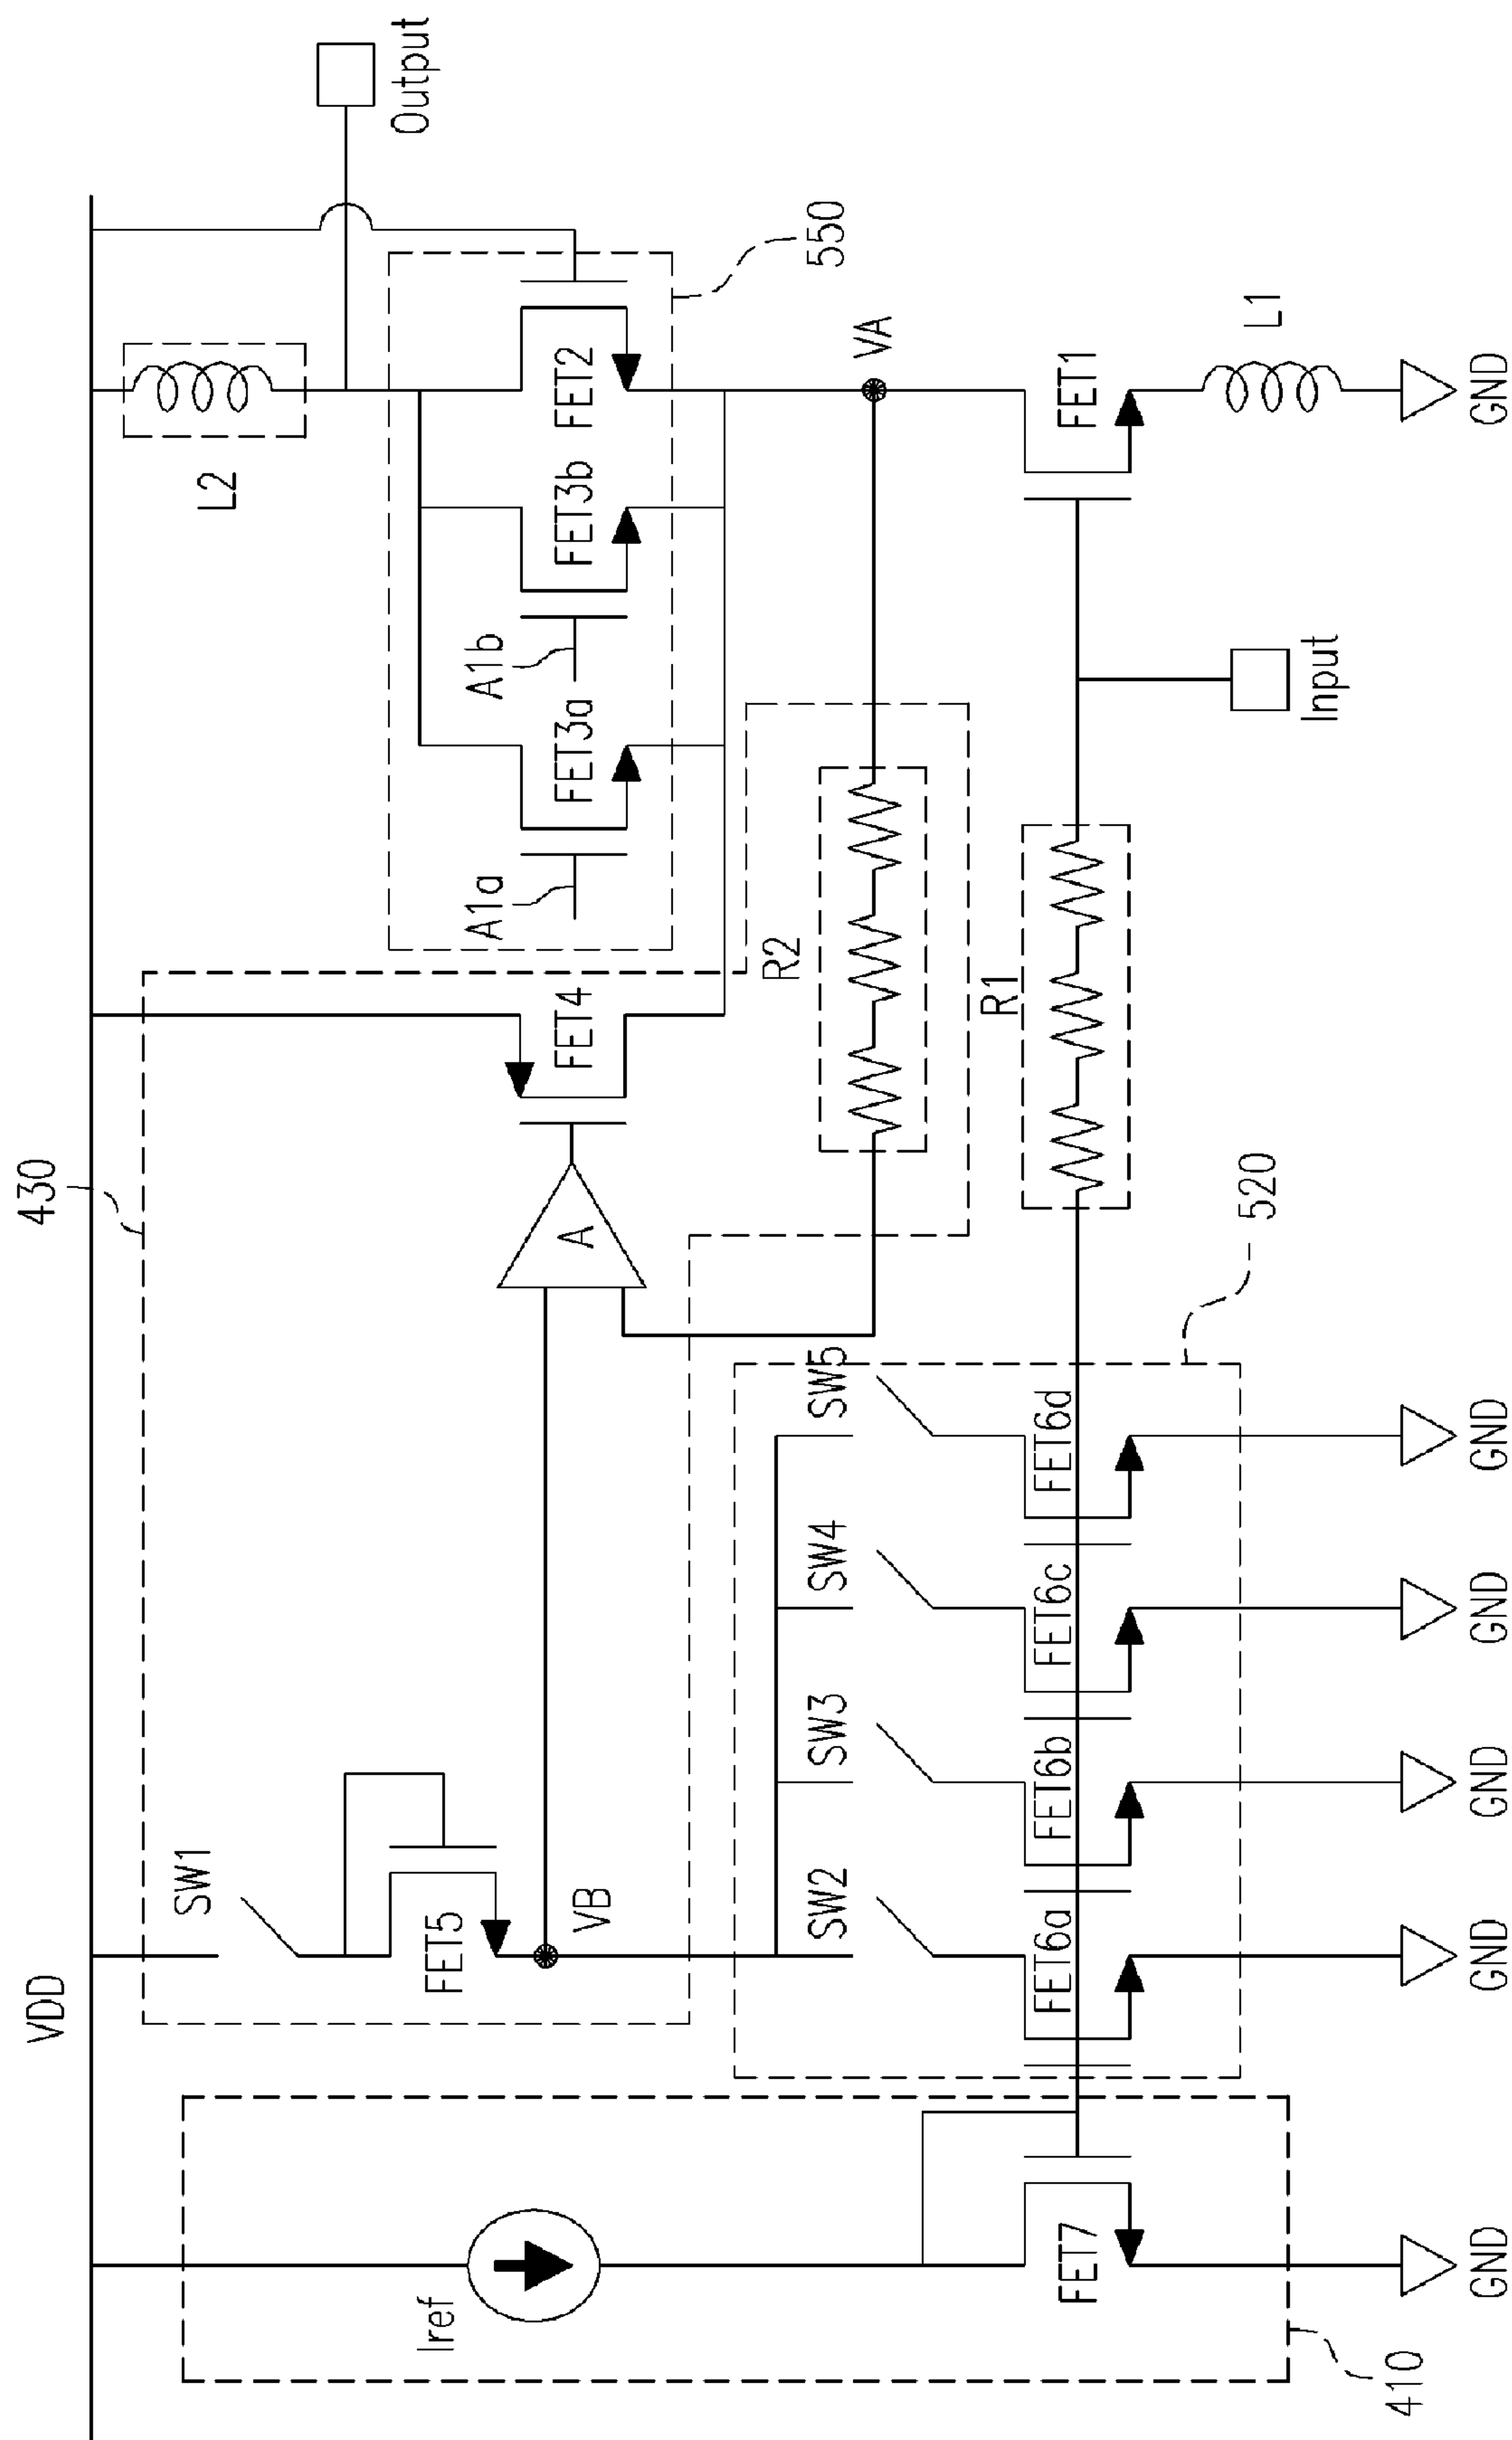 430
VDD
SW1
FET5
VB
Iref
FET7
410
GND
SW2
SW3
SW4
SW5
FET6a
FET6b
FET6c
FET6d
520
GND
GND
GND
GND
A
FET4
R2
R1
A1a
A1b
FET3a
FET3b
FET2
550
L2
Output
VA
FET1
L1
GND
Input